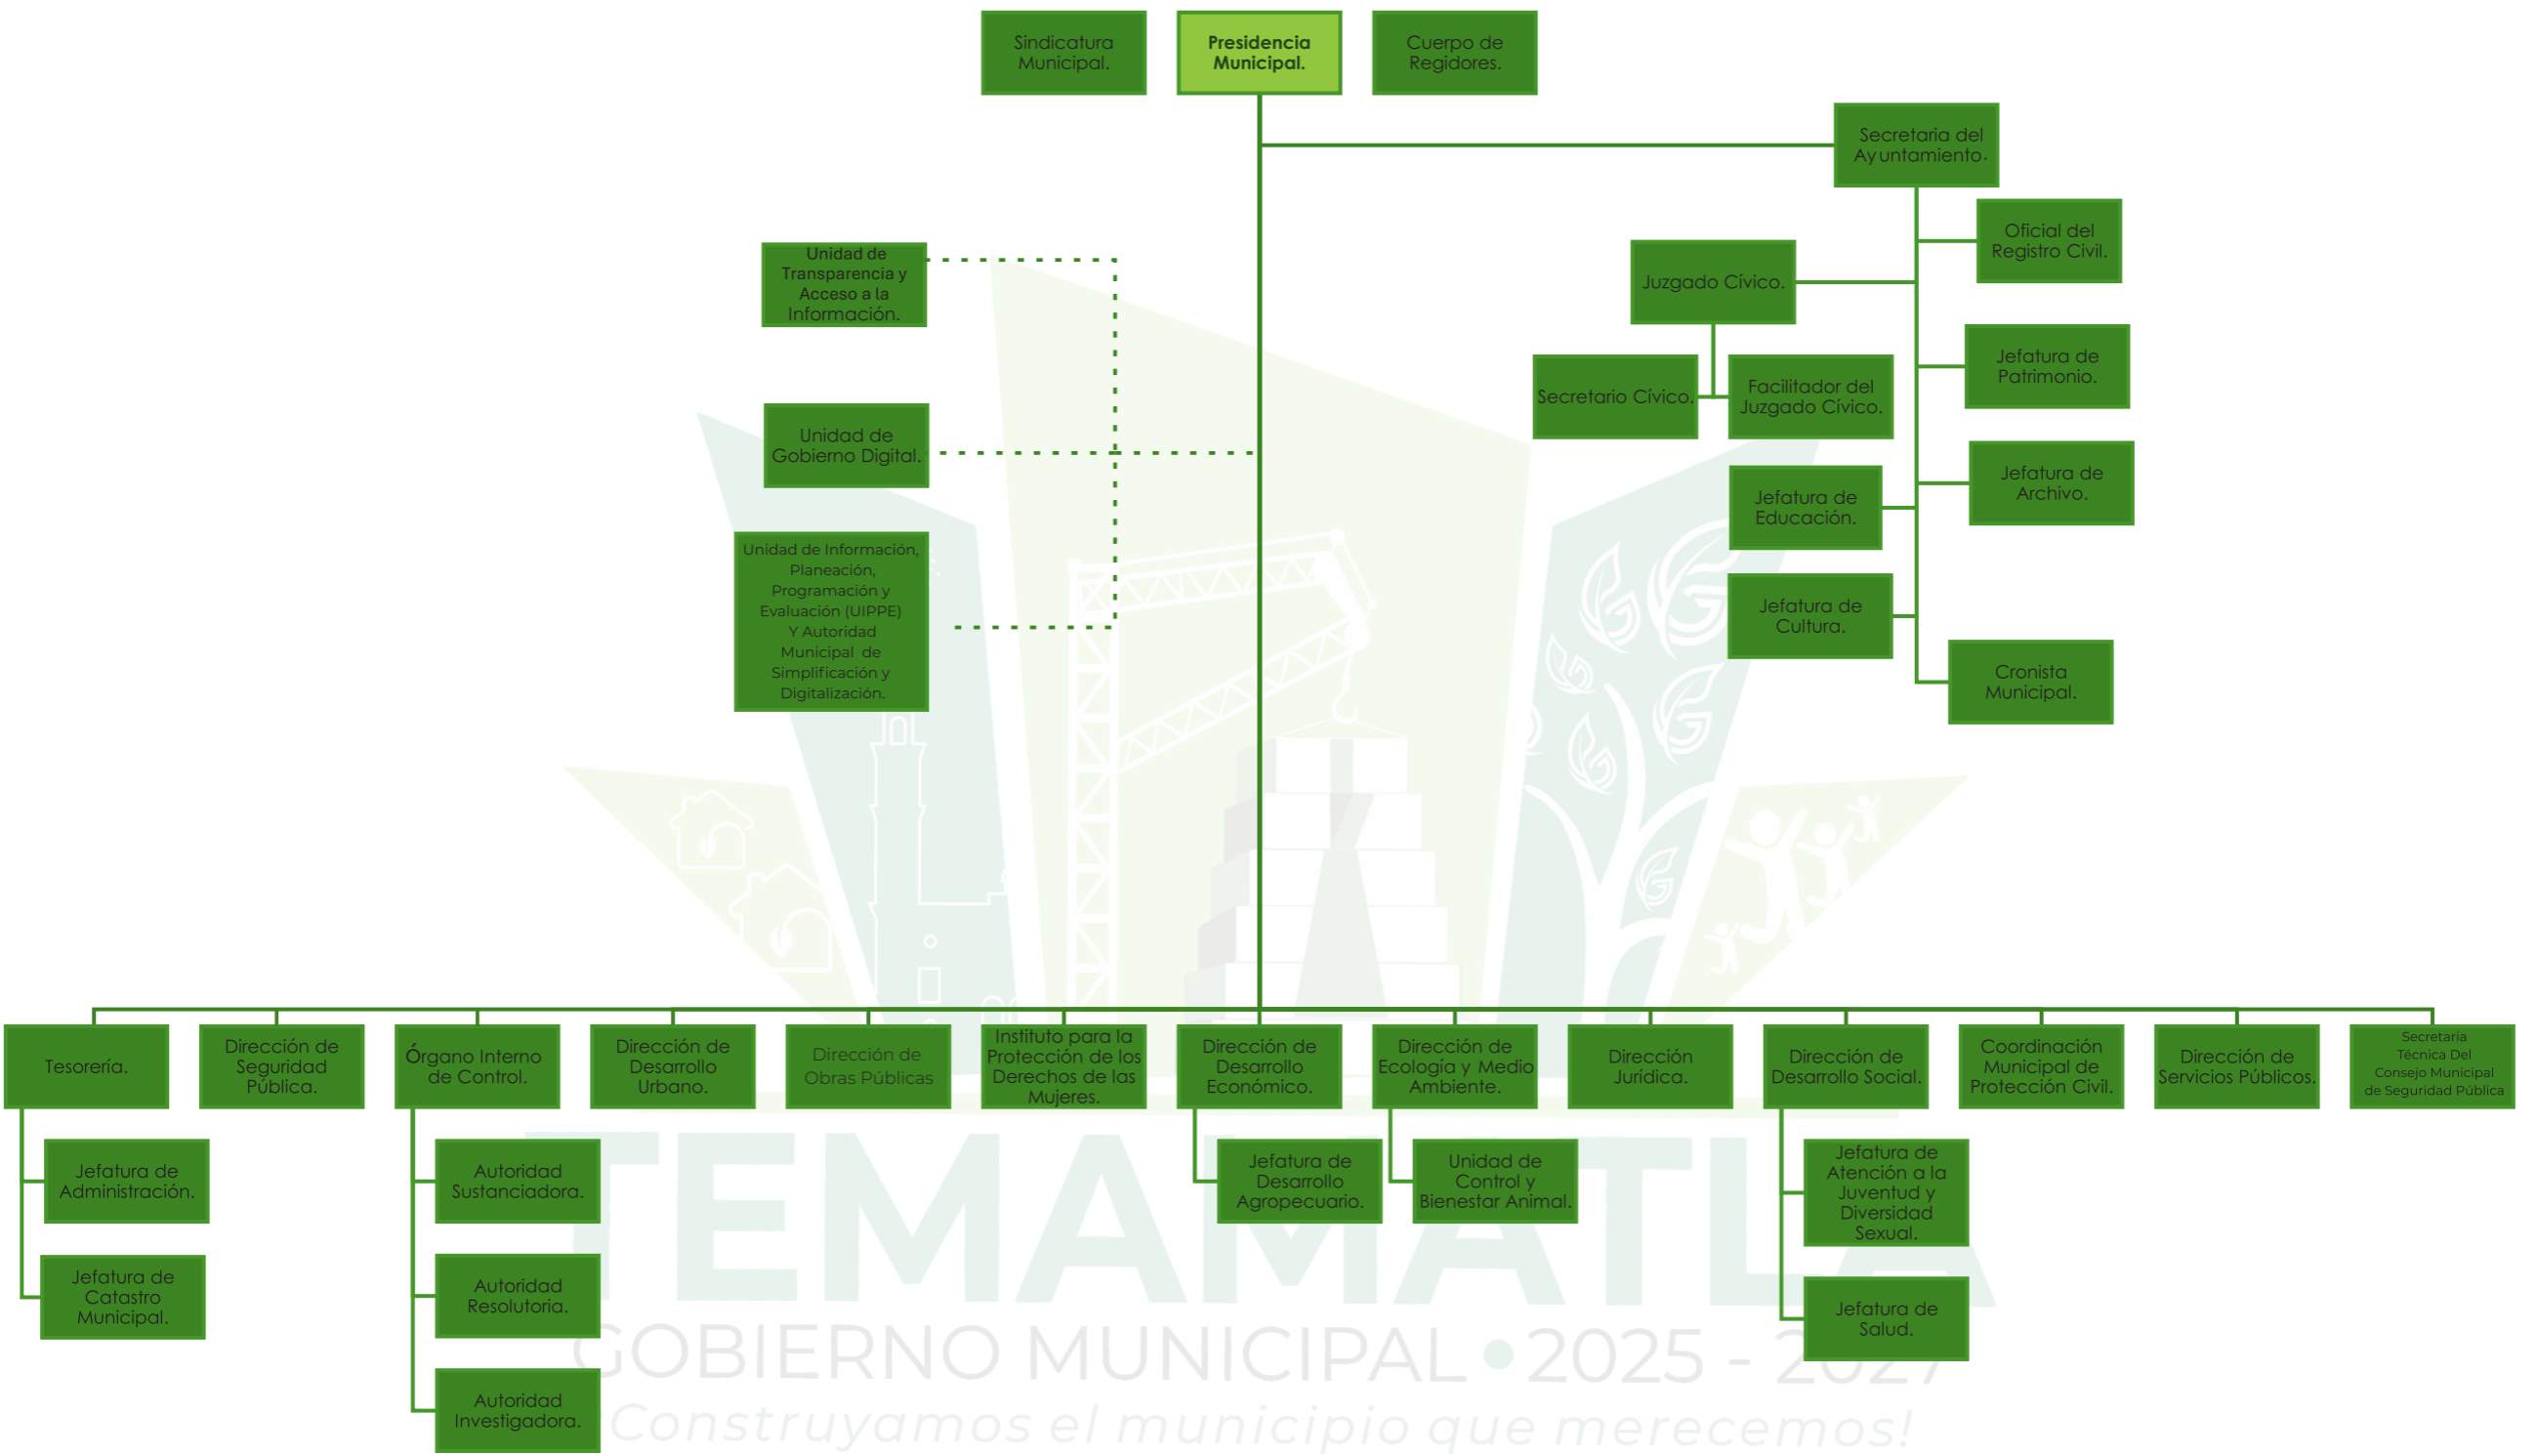 Sindicatura
Municipal.
Presidencia
Municipal.
Cuerpo de
Regidores.
Secretaria del
Ayuntamiento.
Oficial del
Registro Civil.
Unidad de
Transparencia y
Acceso a la
Información.
Juzgado Cívico.
Jefatura de
Patrimonio.
Secretario Cívico.
Facilitador del
Juzgado Cívico.
Unidad de
Gobierno Digital.
Jefatura de
Archivo.
Jefatura de
Educación.
Unidad de Información,
Planeación,
Programación y
Evaluación (UIPPE)
Y Autoridad
Municipal de
Simplificación y
Digitalización.
Jefatura de
Cultura.
Cronista
Municipal.
Tesorería.
Dirección de
Seguridad
Pública.
Órgano Interno
de Control.
Dirección de
Desarrollo
Urbano.
Dirección de
Obras Públicas
Instituto para la
Protección de los
Derechos de las
Mujeres.
Dirección de
Desarrollo
Económico.
Dirección de
Ecología y Medio
Ambiente.
Dirección
Jurídica.
Dirección de
Desarrollo Social.
Coordinación
Municipal de
Protección Civil.
Dirección de
Servicios Públicos.
Secretaria
Técnica Del
Consejo Municipal
de Seguridad Pública
Jefatura de
Administración.
Autoridad
Sustanciadora.
Jefatura de
Desarrollo
Agropecuario.
Unidad de
Control y
Bienestar Animal.
Jefatura de
Atención a la
Juventud y
Diversidad
Sexual.
Jefatura de
Catastro
Municipal.
Autoridad
Resolutoria.
Jefatura de
Salud.
Autoridad
Investigadora.
TEMAMATLA
GOBIERNO MUNICIPAL • 2025 - 2027
Construyamos el municipio que merecemos!